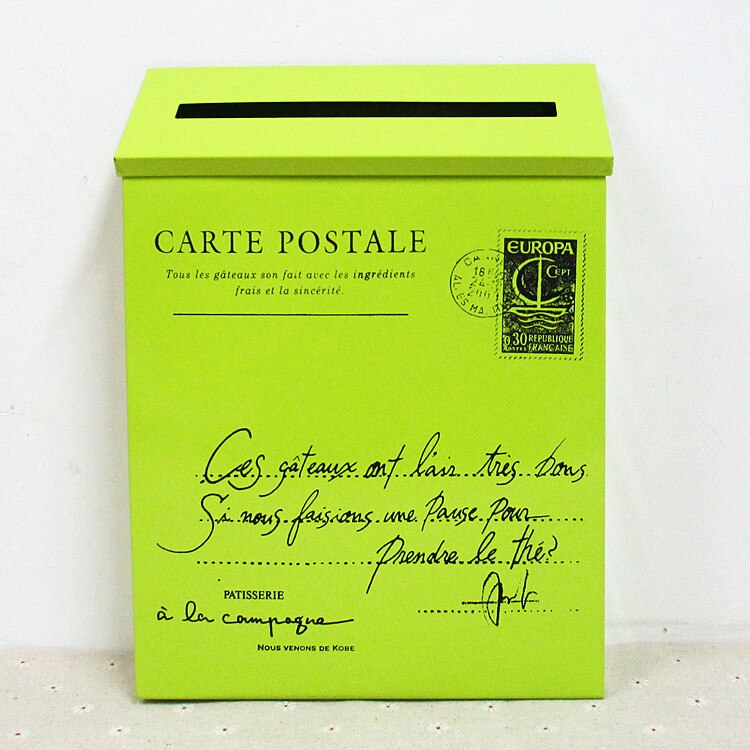 CARTE POSTALE
Tous les gâteaux son fait avec les ingrédients
frais et la sincérité.
EUROPA
CEPT
0,30 RÉPUBLIQUE
POSTES FRANÇAISE
18
Ces gâteaux ont l'air très bons
Si nous faisions une Pause Pour
Prendre le thé?
PATISSERIE
à la campagne
NOUS VENONS DE KOBE